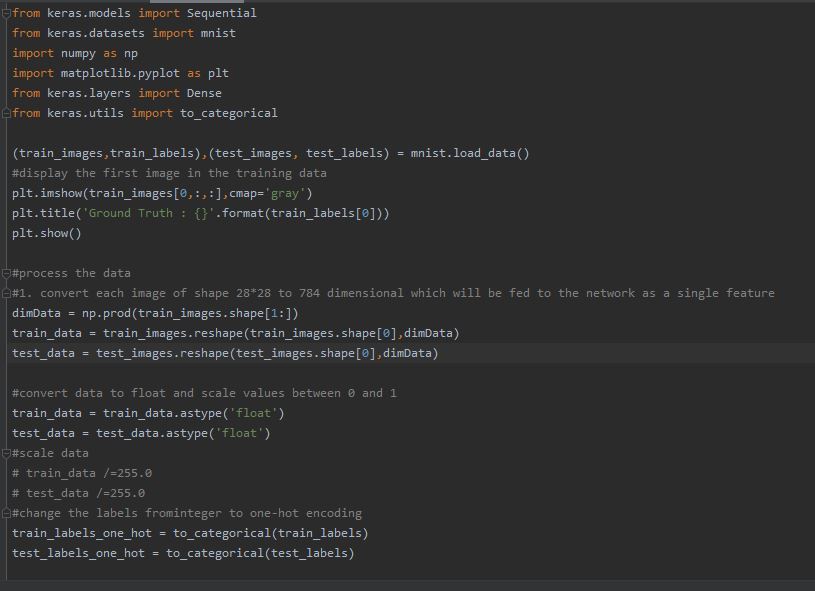 from keras.models import Sequential
from keras.datasets import mnist
import numpy as np
import matplotlib.pyplot as plt
from keras.layers import Dense
from keras.utils import to_categorical

(train_images,train_labels),(test_images, test_labels) = mnist.load_data()
#display the first image in the training data
plt.imshow(train_images[0,:,:],cmap='gray')
plt.title('Ground Truth : {}'.format(train_labels[0]))
plt.show()

#process the data
#1. convert each image of shape 28*28 to 784 dimensional which will be fed to the network as a single feature
dimData = np.prod(train_images.shape[1:])
train_data = train_images.reshape(train_images.shape[0],dimData)
test_data = test_images.reshape(test_images.shape[0],dimData)

#convert data to float and scale values between 0 and 1
train_data = train_data.astype('float')
test_data = test_data.astype('float')
#scale data
# train_data /=255.0
# test_data /=255.0
#change the labels frominteger to one-hot encoding
train_labels_one_hot = to_categorical(train_labels)
test_labels_one_hot = to_categorical(test_labels)